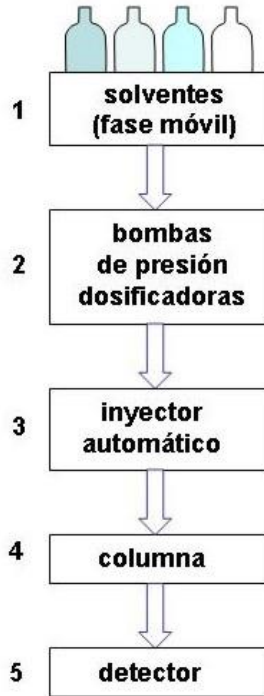 1
solventes
(fase móvil)
2
bombas
de presión
dosificadoras
3
inyector
automático
4
columna
5
detector